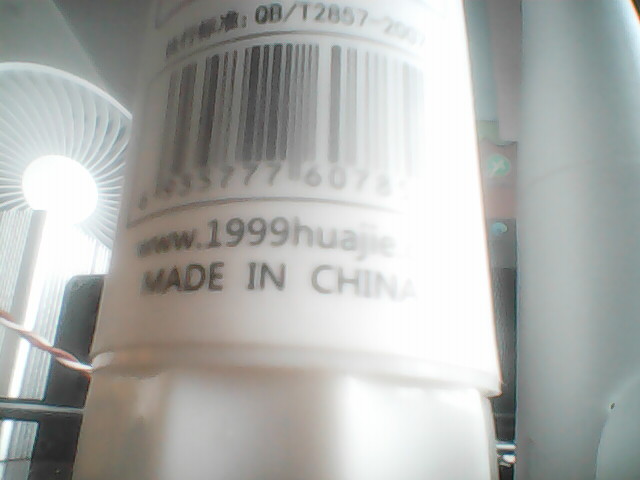 执行标准: QB/T2857-2007
www.1999huajie.
MADE IN CHINA